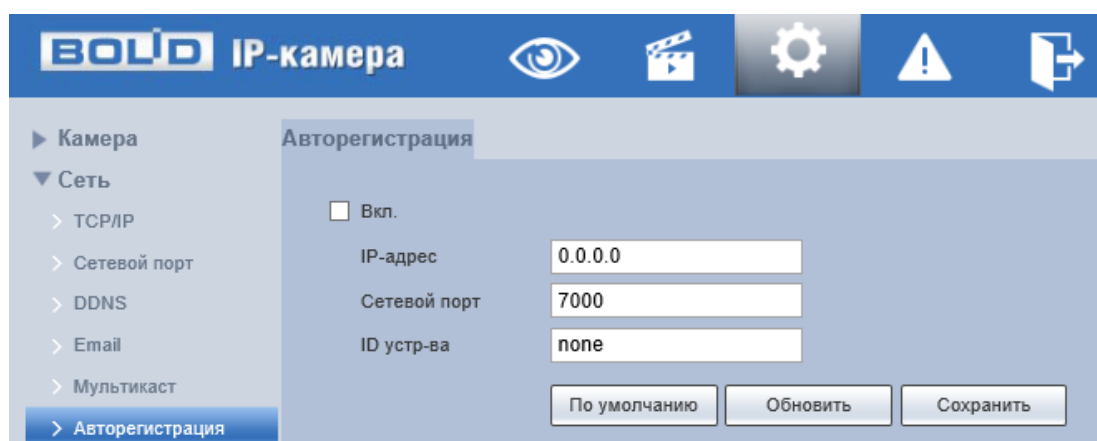 BOLID IP-камера
Камера
Авторегистрация
Сеть
TCP/IP
Вкл.
Сетевой порт
IP-адрес
0.0.0.0
DDNS
Сетевой порт
7000
Email
ID устр-ва
none
Мультикаст
По умолчанию
Обновить
Сохранить
Авторегистрация